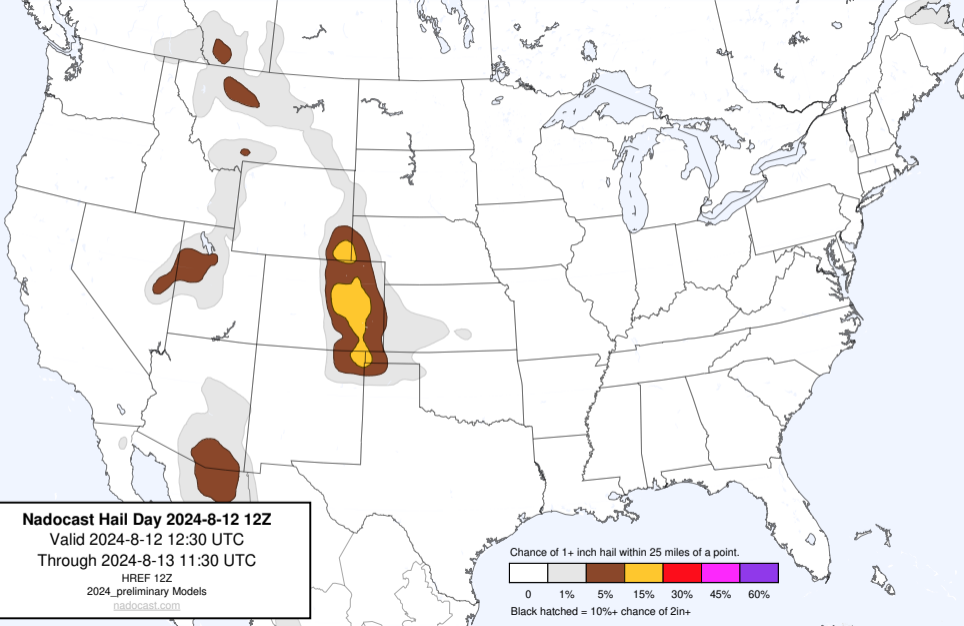 Nadocast Hail Day 2024-8-12 12Z
Valid 2024-8-12 12:30 UTC
Through 2024-8-13 11:30 UTC
HREF 12Z
2024_preliminary Models
nadocast.com
Chance of 1+ inch hail within 25 miles of a point.
0 1% 5% 15% 30% 45% 60%
Black hatched = 10%+ chance of 2in+